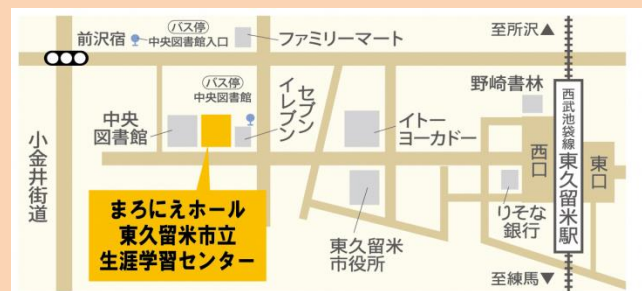 至所沢▲
バス停
前沢宿
中央図書館入口
ファミリーマート
バス停
中央図書館
野崎書林
セブン
イレブン
中央
図書館
イトー
ヨーカドー
西武池袋線
東久留米駅
西口
東口
小金井街道
まろにえホール
東久留米市立
生涯学習センター
りそな
銀行
東久留米
市役所
至練馬▼